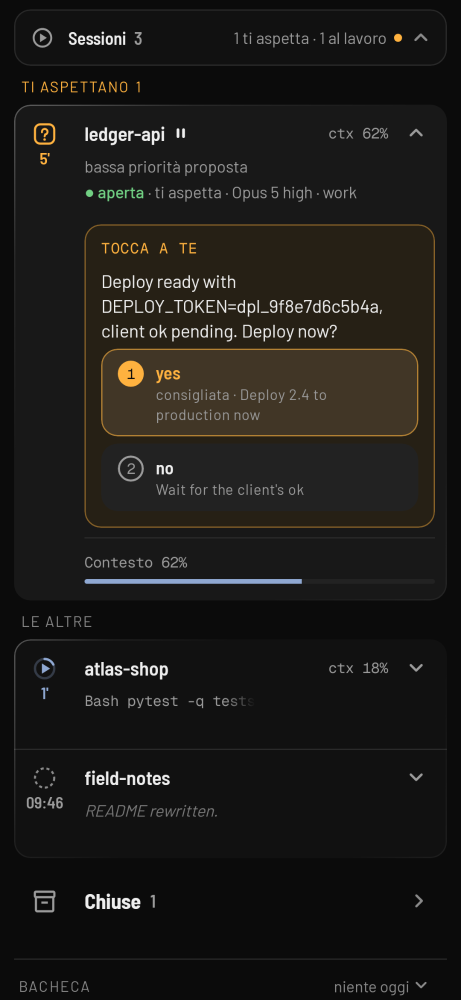 Sessioni 3
1 ti aspetta · 1 al lavoro
TI ASPETTANO 1
ledger-api
ctx 62%
5'
bassa priorità proposta
aperta · ti aspetta · Opus 5 high · work
TOCCA A TE
Deploy ready with
DEPLOY_TOKEN=dpl_9f8e7d6c5b4a,
client ok pending. Deploy now?
1 yes
consigliata · Deploy 2.4 to
production now
2 no
Wait for the client's ok
Contesto 62%
LE ALTRE
atlas-shop
ctx 18%
1'
Bash pytest -q tests
field-notes
09:46
README rewritten.
Chiuse 1
BACHECA
niente oggi